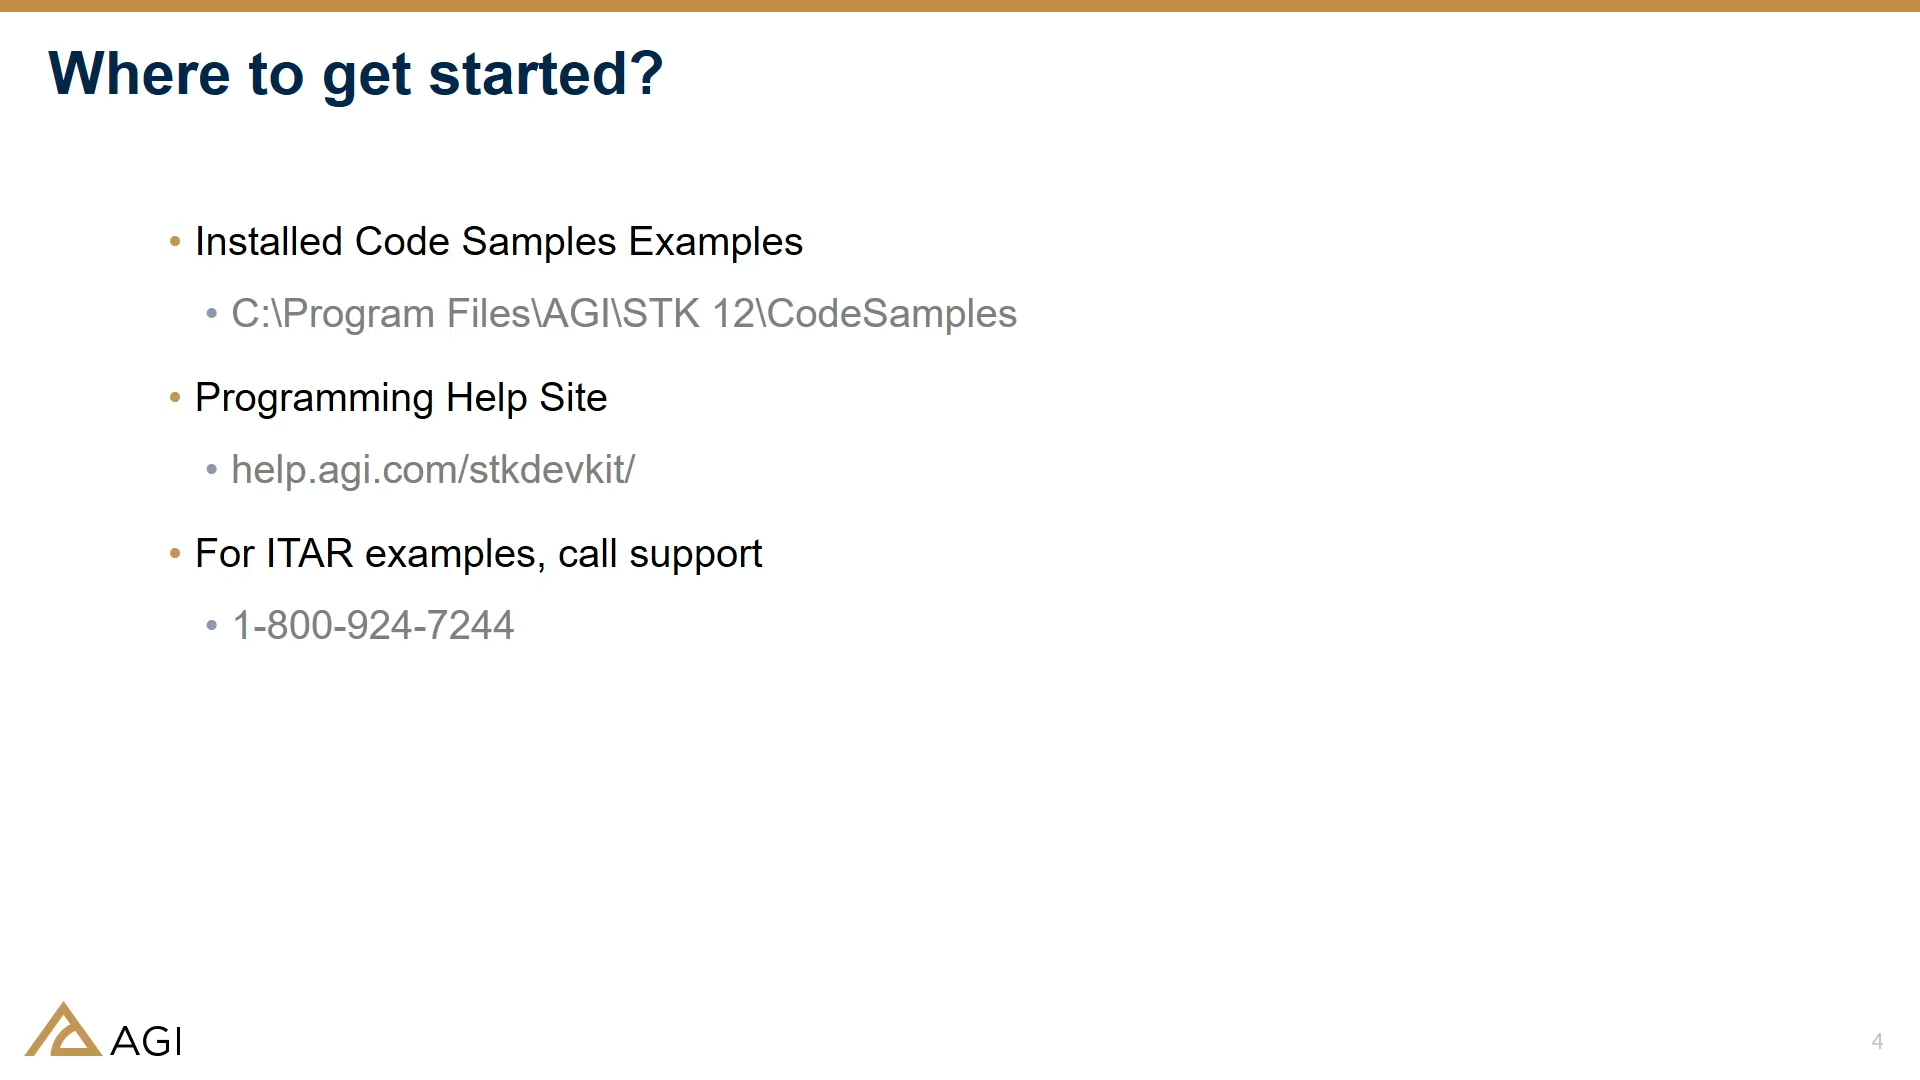 Where to get started?
• Installed Code Samples Examples
• C:\Program Files\AGI\STK 12\CodeSamples
• Programming Help Site
• help.agi.com/stkdevkit/
• For ITAR examples, call support
• 1-800-924-7244
AGI
4